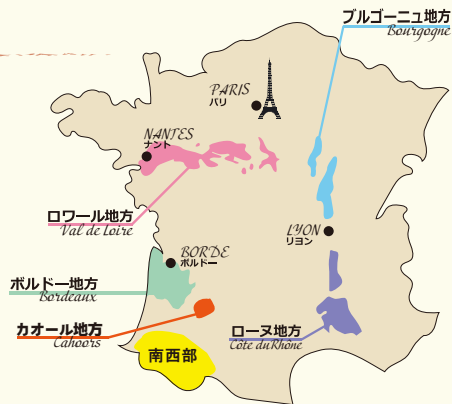 ブルゴーニュ地方
Bourgogne
PARIS
パリ
NANTES
ナント
ロワール地方
Val de Loire
LYON
リヨン
BORDE
ボルドー
ボルドー地方
Bordeaux
カオール地方
Cahoors
ローヌ地方
Côte du Rhône
南西部